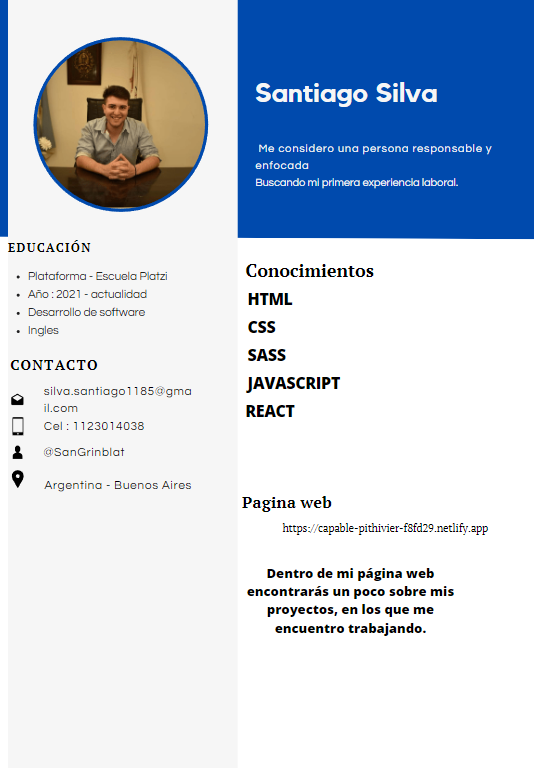 Santiago Silva
Me considero una persona responsable y
enfocada
Buscando mi primera experiencia laboral.
EDUCACIÓN
• Plataforma - Escuela Platzi
• Año : 2021 - actualidad
• Desarrollo de software
• Ingles
CONTACTO
silva.santiago1185@gma
il.com
Cel : 1123014038
@SanGrinblat
Argentina - Buenos Aires
Conocimientos
HTML
CSS
SASS
JAVASCRIPT
REACT
Pagina web
https://capable-pithivier-f8fd29.netlify.app
Dentro de mi página web
encontrarás un poco sobre mis
proyectos, en los que me
encuentro trabajando.